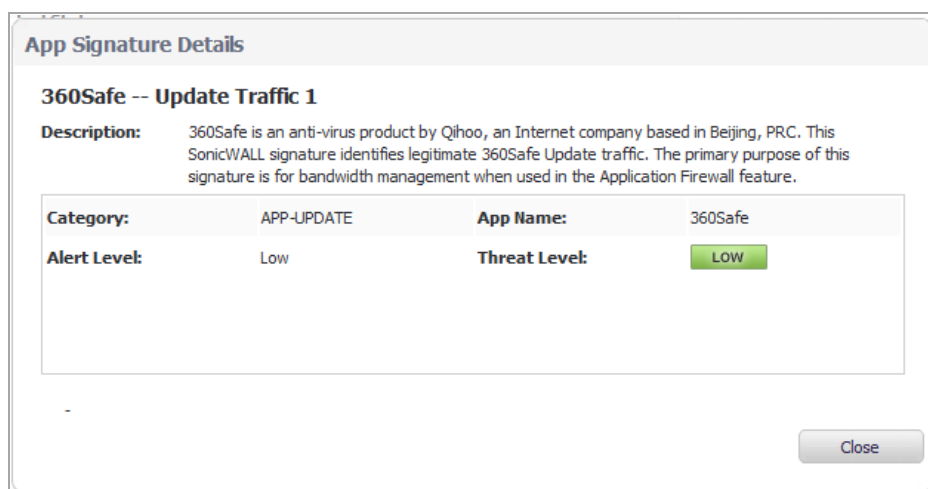 App Signature Details
360Safe -- Update Traffic 1
Description: 360Safe is an anti-virus product by Qihoo, an Internet company based in Beijing, PRC. This
SonicWALL signature identifies legitimate 360Safe Update traffic. The primary purpose of this
signature is for bandwidth management when used in the Application Firewall feature.
Category: APP-UPDATE App Name: 360Safe
Alert Level: Low Threat Level: LOW
-
Close